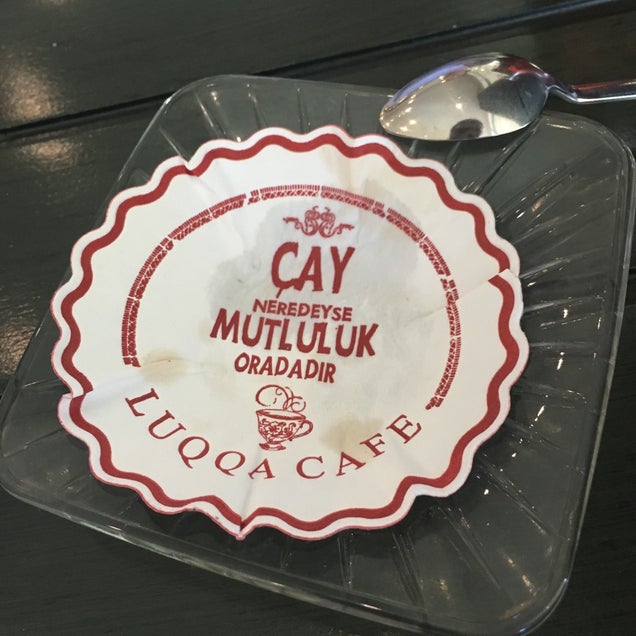 ÇAY
NEREDEYSE
MUTLULUK
ORADADIR
LUQQA CAFE